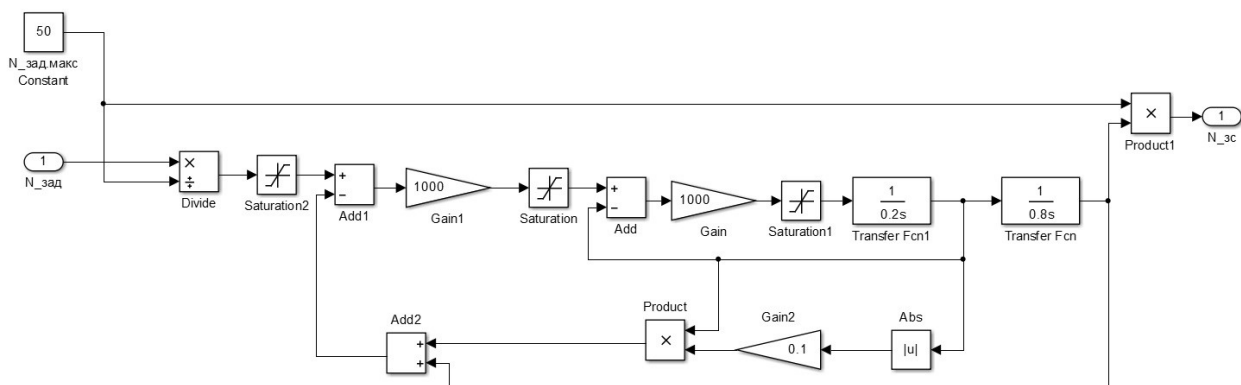 50
N_зад.макс
Constant
1
N_зад
×
÷
Divide
Saturation2
+
−
Add1
1000
Gain1
Saturation
+
−
Add
1000
Gain
Saturation1
1
0.2s
Transfer Fcn1
1
0.8s
Transfer Fcn
×
Product1
1
N_зс
Add2
+
+
Product
×
Gain2
0.1
Abs
|u|